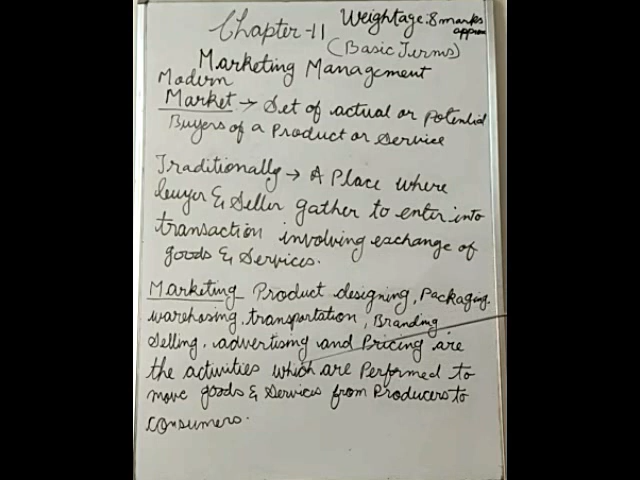 Chapter-11
Weightage: 8 marks
approx
(Basic Terms)
Marketing Management
Modern
Market → Set of actual or Potential
Buyers of a Product or Service
Traditionally → A Place where
buyer & Seller gather to enter into
transaction involving exchange of
goods & Services.
Marketing Product designing, Packaging.
warehosing, transportation, Branding
Selling, advertising and Pricing are
the activities which are Performed to
move goods & Services from Producers to
consumers.